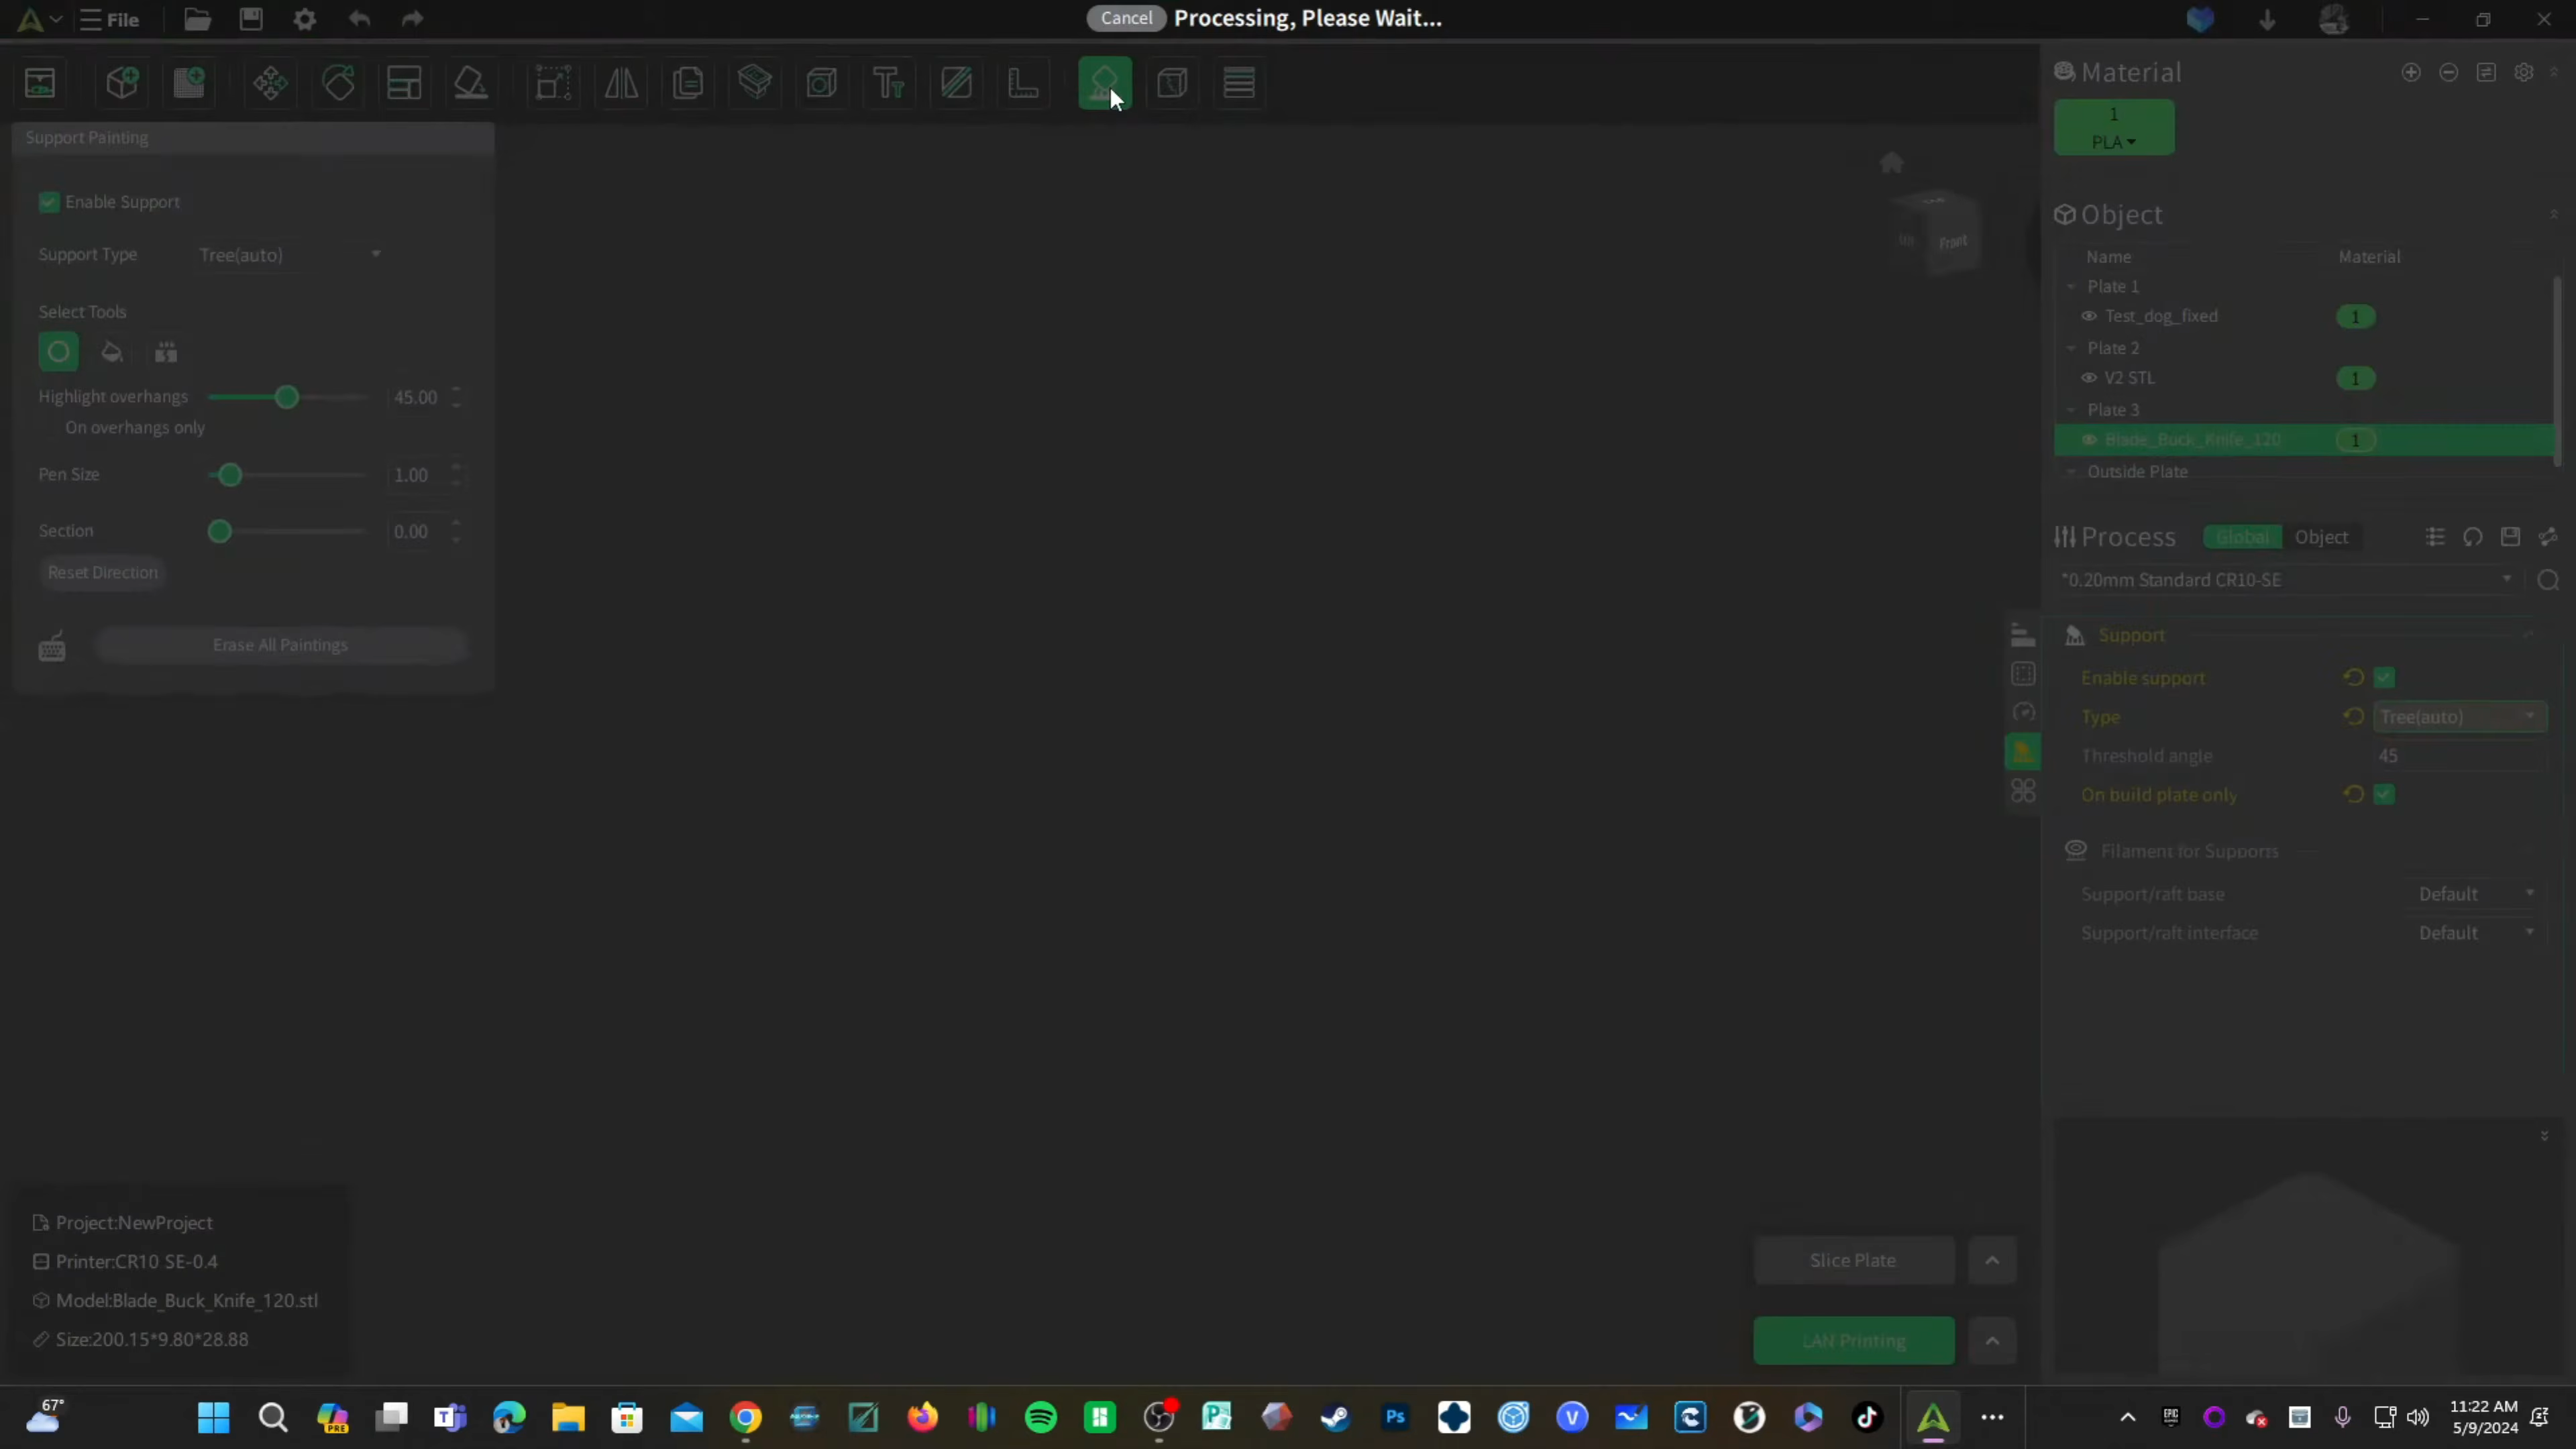 File
Cancel Processing, Please Wait...
Support Painting
Enable Support
Support Type Tree(auto)
Select Tools
Highlight overhangs 45.00
On overhangs only
Pen Size 1.00
Section 0.00
Reset Direction
Erase All Paintings
Front
Material
1
PLA
Object
Name Material
Plate 1
Test_dog_fixed 1
Plate 2
V2 STL 1
Plate 3
Blade_Buck_Knife_120 1
Outside Plate
Process Global Object
*0.20mm Standard CR10-SE
Support
Enable support
Type Tree(auto)
Threshold angle 45
On build plate only
Filament for Supports
Support/raft base Default
Support/raft interface Default
Project:NewProject
Printer:CR10 SE-0.4
Model:Blade_Buck_Knife_120.stl
Size:200.15*9.80*28.88
Slice Plate
LAN Printing
67°
PRE
Ps
EPIC
11:22 AM
5/9/2024